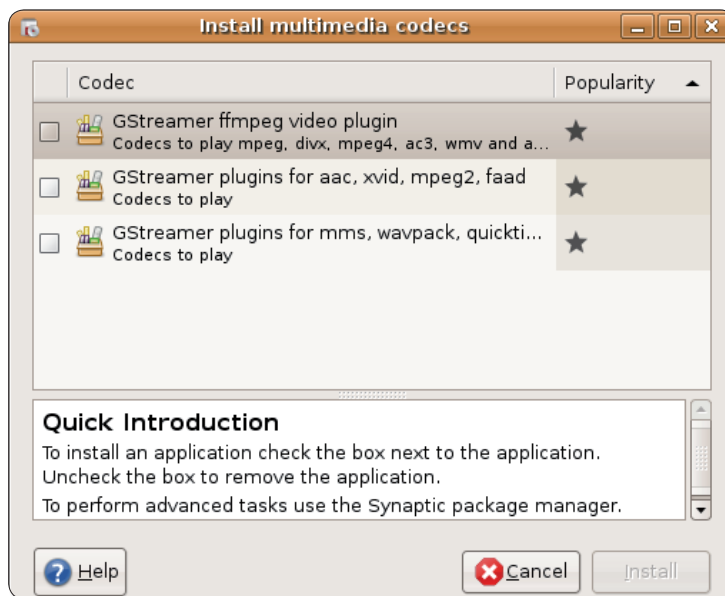 Install multimedia codecs
Codec Popularity
GStreamer ffmpeg video plugin
Codecs to play mpeg, divx, mpeg4, ac3, wmv and a...
GStreamer plugins for aac, xvid, mpeg2, faad
Codecs to play
GStreamer plugins for mms, wavpack, quickti...
Codecs to play
Quick Introduction
To install an application check the box next to the application.
Uncheck the box to remove the application.
To perform advanced tasks use the Synaptic package manager.
Help Cancel Install